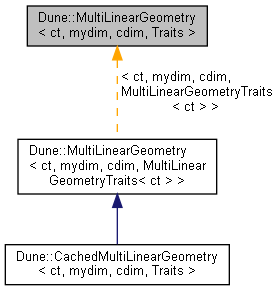 Dune::MultiLinearGeometry
< ct, mydim, cdim, Traits >
< ct, mydim, cdim,
MultiLinearGeometryTraits
< ct > >
Dune::MultiLinearGeometry
< ct, mydim, cdim, MultiLinear
GeometryTraits< ct > >
Dune::CachedMultiLinearGeometry
< ct, mydim, cdim, Traits >